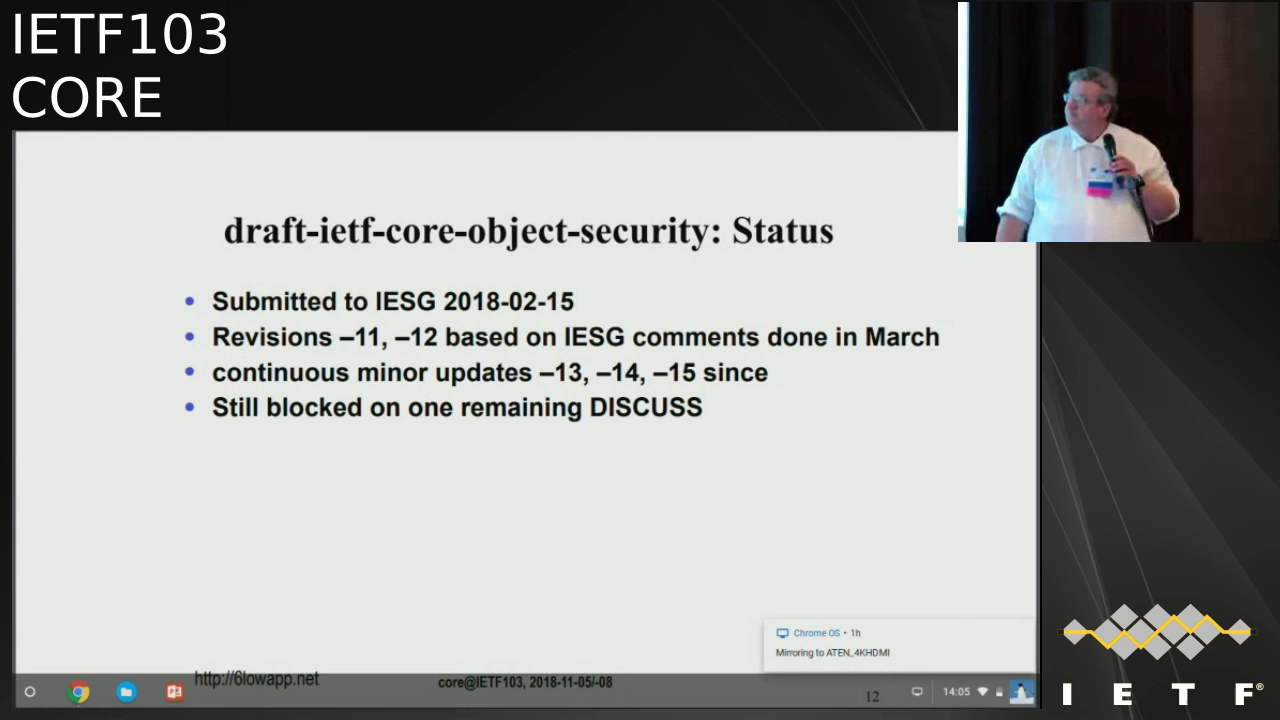 IETF103
CORE
draft-ietf-core-object-security: Status
• Submitted to IESG 2018-02-15
• Revisions –11, –12 based on IESG comments done in March
• continuous minor updates –13, –14, –15 since
• Still blocked on one remaining DISCUSS
Chrome OS • 1h
Mirroring to ATEN_4KHDMI
http://6lowapp.net
core@IETF103, 2018-11-05/-08
12
14:05
I E T F®